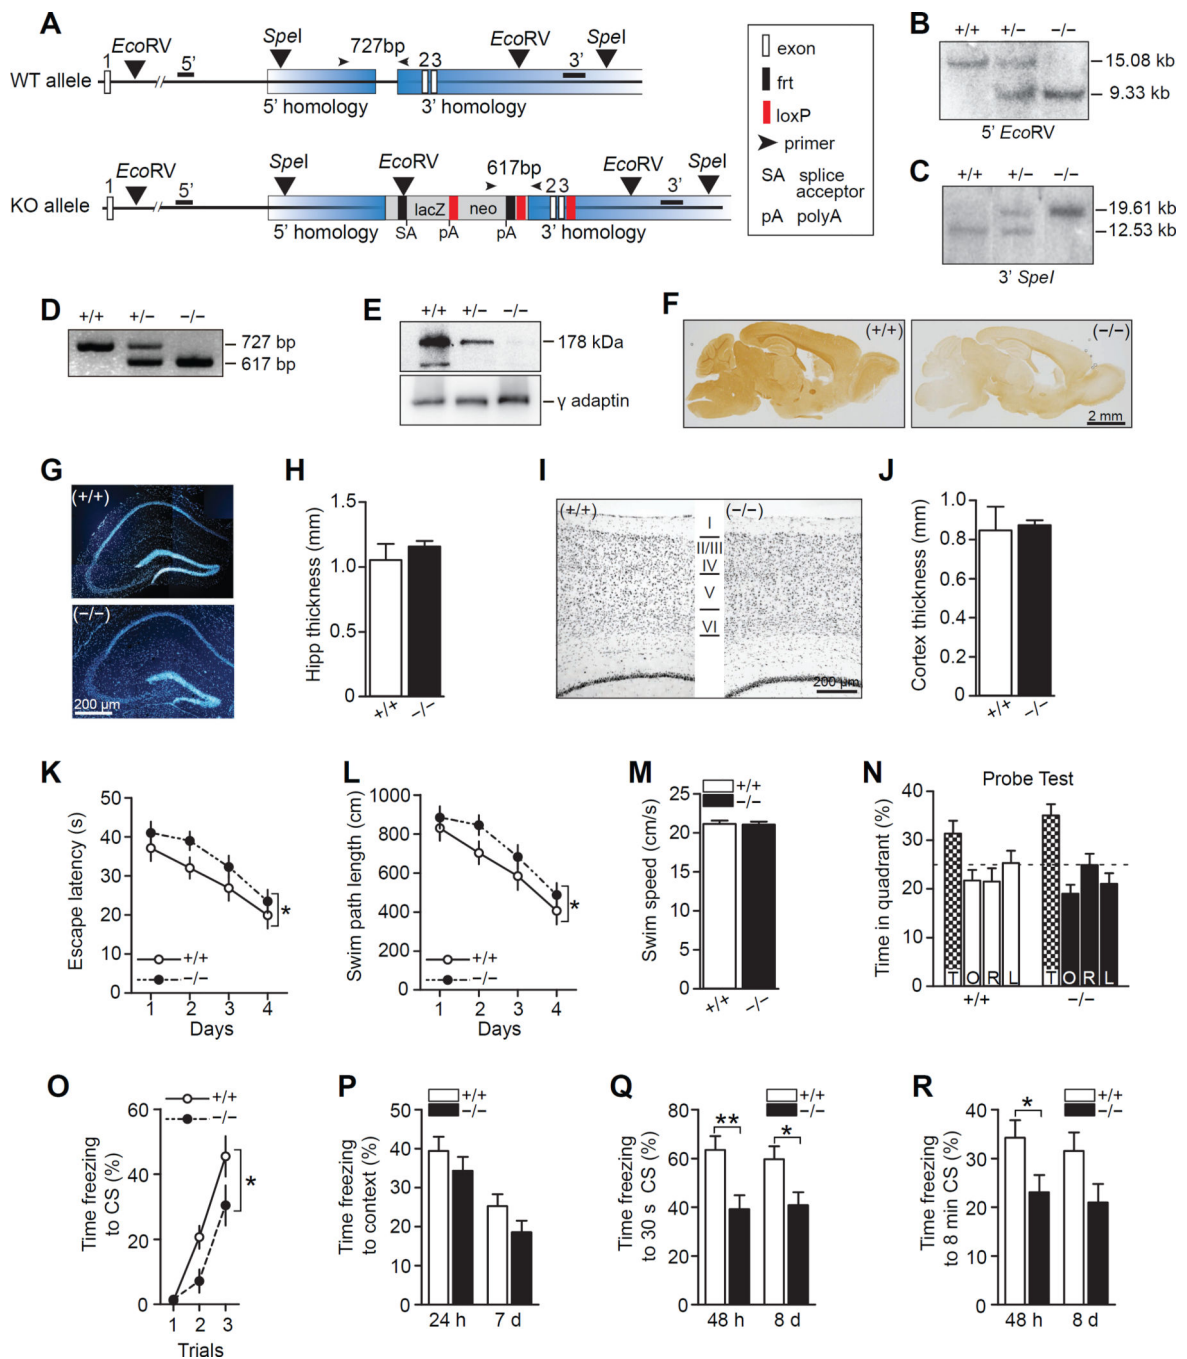 A
WT allele
1
EcoRV
5'
SpeI
727bp
23
EcoRV
3'
SpeI
5' homology
3' homology
KO allele
1
EcoRV
5'
SpeI
EcoRV
617bp
23
EcoRV
3'
SpeI
lacZ
neo
5' homology
SA
pA
pA
3' homology
exon
frt
loxP
primer
SA splice
acceptor
pA polyA
B
+/+ +/− −/−
15.08 kb
9.33 kb
5' EcoRV
C
+/+ +/− −/−
19.61 kb
12.53 kb
3' SpeI
D
+/+ +/− −/−
727 bp
617 bp
E
+/+ +/− −/−
178 kDa
γ adaptin
F
(+/+)
(−/−)
2 mm
G
(+/+)
(−/−)
200 μm
H
Hipp thickness (mm)
1.5
1.0
0.5
0
+/+ −/−
I
(+/+)
(−/−)
I
II/III
IV
V
VI
200 μm
J
Cortex thickness (mm)
1.0
0.8
0.6
0.4
0.2
0
+/+ −/−
K
Escape latency (s)
50
40
30
20
10
0
*
+/+
−/−
1 2 3 4
Days
L
Swim path length (cm)
1000
800
600
400
200
0
*
+/+
−/−
1 2 3 4
Days
M
+/+
−/−
Swim speed (cm/s)
25
20
15
10
5
0
+/+ −/−
N
Probe Test
Time in quadrant (%)
40
30
20
10
0
T O R L
T O R L
+/+ −/−
O
+/+
−/−
Time freezing
to CS (%)
60
40
20
0
*
1 2 3
Trials
P
+/+
−/−
Time freezing
to context (%)
50
40
30
20
10
0
24 h 7 d
Q
+/+
−/−
Time freezing
to 30 s CS (%)
80
60
40
20
0
**
*
48 h 8 d
R
+/+
−/−
Time freezing
to 8 min CS (%)
40
30
20
10
0
*
48 h 8 d